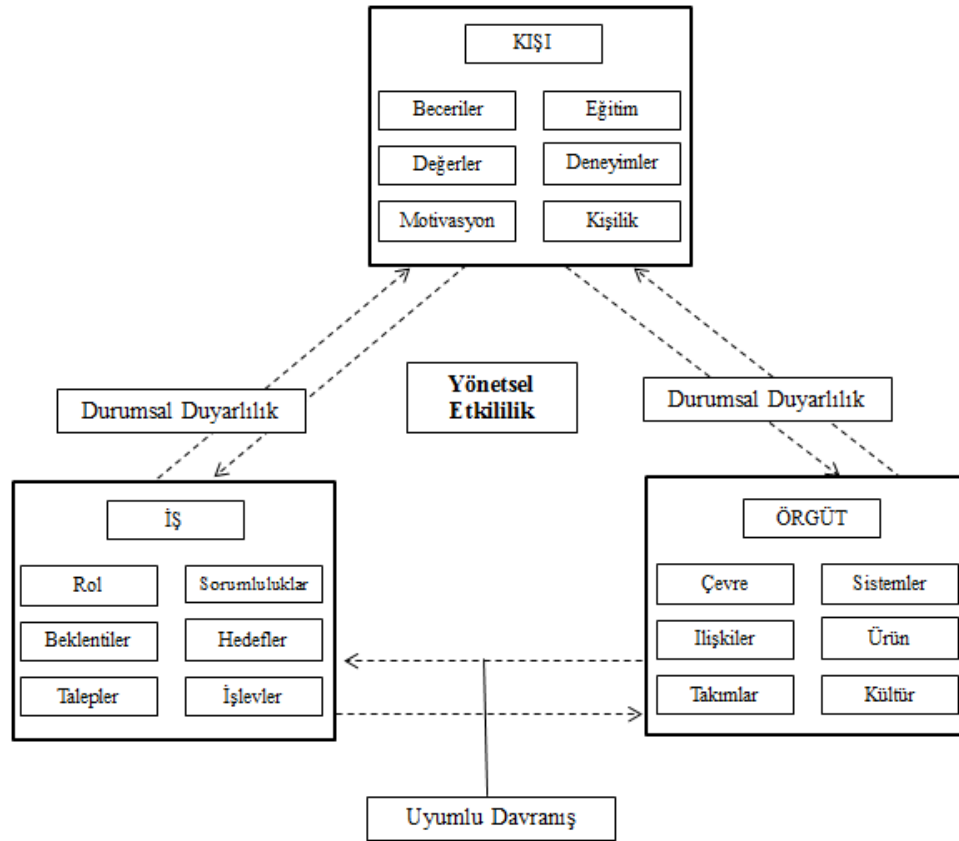 KIŞI
Beceriler
Eğitim
Değerler
Deneyimler
Motivasyon
Kişilik
Yönetsel
Etkililik
Durumsal Duyarlılık
Durumsal Duyarlılık
İŞ
Rol
Sorumluluklar
Beklentiler
Hedefler
Talepler
İşlevler
ÖRGÜT
Çevre
Sistemler
Ilişkiler
Ürün
Takımlar
Kültür
Uyumlu Davranış